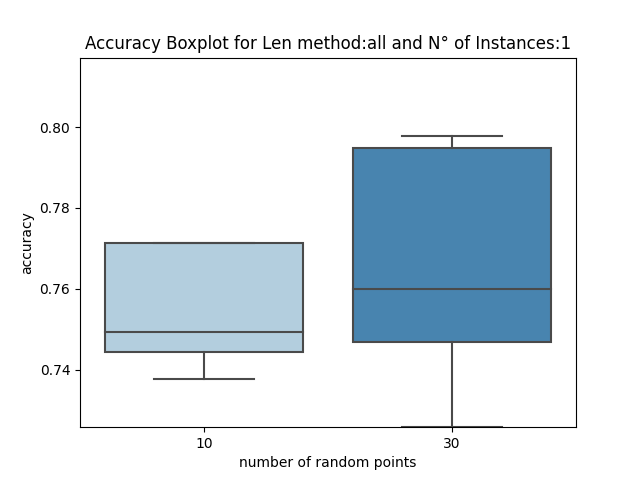 Accuracy Boxplot for Len method:all and N° of Instances:1
0.80
0.78
0.76
0.74
accuracy
10
30
number of random points